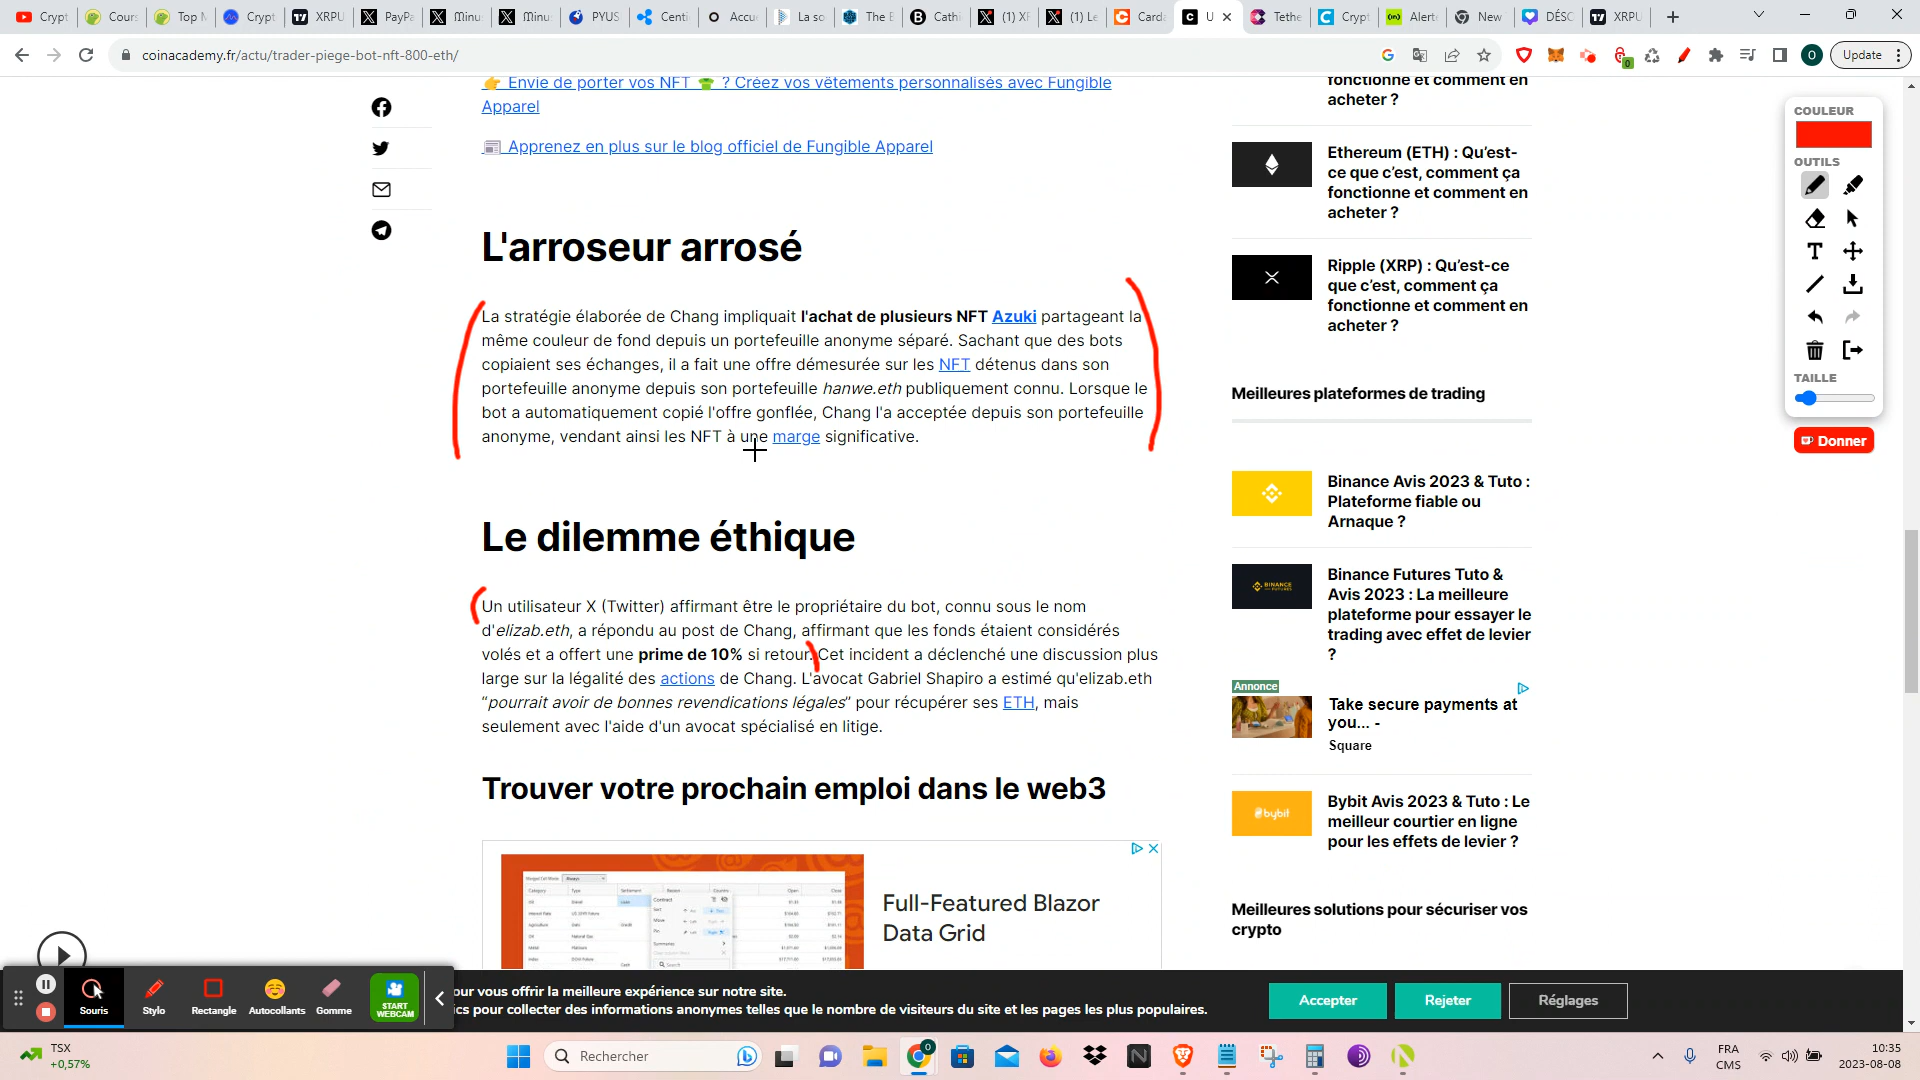 Crypt
Cours
Top M
Crypt
XRPU
PayPa
Minus
Minus
PYUS
Centi
Accu
La so
The E
Cathi
(1) XF
(1) Le
Carda
U
Tethe
Crypt
Alert
New
DÉSC
XRPU
coinacademy.fr/actu/trader-piege-bot-nft-800-eth/
Update
Envie de porter vos NFT ? Créez vos vêtements personnalisés avec Fungible
Apparel
Apprenez en plus sur le blog officiel de Fungible Apparel
L'arroseur arrosé
La stratégie élaborée de Chang impliquait l'achat de plusieurs NFT Azuki partageant la
même couleur de fond depuis un portefeuille anonyme séparé. Sachant que des bots
copiaient ses échanges, il a fait une offre démesurée sur les NFT détenus dans son
portefeuille anonyme depuis son portefeuille hanwe.eth publiquement connu. Lorsque le
bot a automatiquement copié l'offre gonflée, Chang l'a acceptée depuis son portefeuille
anonyme, vendant ainsi les NFT à une marge significative.
Le dilemme éthique
Un utilisateur X (Twitter) affirmant être le propriétaire du bot, connu sous le nom
d'elizab.eth, a répondu au post de Chang, affirmant que les fonds étaient considérés
volés et a offert une prime de 10% si retour. Cet incident a déclenché une discussion plus
large sur la légalité des actions de Chang. L'avocat Gabriel Shapiro a estimé qu'elizab.eth
"pourrait avoir de bonnes revendications légales" pour récupérer ses ETH, mais
seulement avec l'aide d'un avocat spécialisé en litige.
Trouver votre prochain emploi dans le web3
Full-Featured Blazor
Data Grid
fonctionne et comment en
acheter ?
Ethereum (ETH) : Qu'est-
ce que c'est, comment ça
fonctionne et comment en
acheter ?
Ripple (XRP) : Qu'est-ce
que c'est, comment ça
fonctionne et comment en
acheter ?
Meilleures plateformes de trading
Binance Avis 2023 & Tuto :
Plateforme fiable ou
Arnaque ?
BINANCE
Binance Futures Tuto &
Avis 2023 : La meilleure
plateforme pour essayer le
trading avec effet de levier
?
Annonce
Take secure payments at
you... -
Square
bybit
Bybit Avis 2023 & Tuto : Le
meilleur courtier en ligne
pour les effets de levier ?
Meilleures solutions pour sécuriser vos
crypto
COULEUR
OUTILS
TAILLE
Donner
our vous offrir la meilleure expérience sur notre site.
ics pour collecter des informations anonymes telles que le nombre de visiteurs du site et les pages les plus populaires.
Accepter
Rejeter
Réglages
Souris
Stylo
Rectangle
Autocollants
Gomme
START
WEBCAM
TSX
+0,57%
Rechercher
FRA
CMS
10:35
2023-08-08